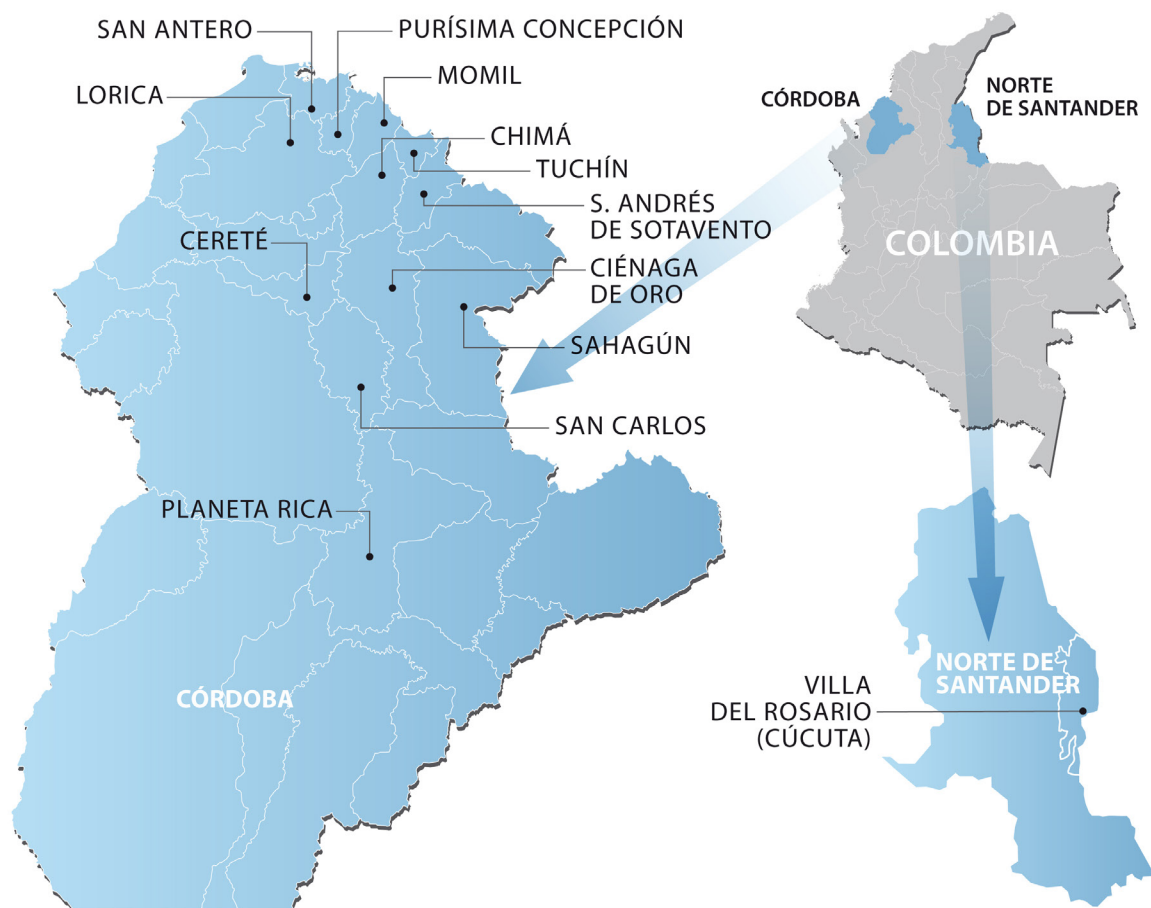 SAN ANTERO
PURÍSIMA CONCEPCIÓN
LORICA
MOMIL
CHIMÁ
TUCHÍN
S. ANDRÉS
DE SOTAVENTO
CERETÉ
CIÉNAGA
DE ORO
SAHAGÚN
SAN CARLOS
PLANETA RICA
CÓRDOBA
CÓRDOBA
NORTE
DE SANTANDER
COLOMBIA
NORTE DE
SANTANDER
VILLA
DEL ROSARIO
(CÚCUTA)